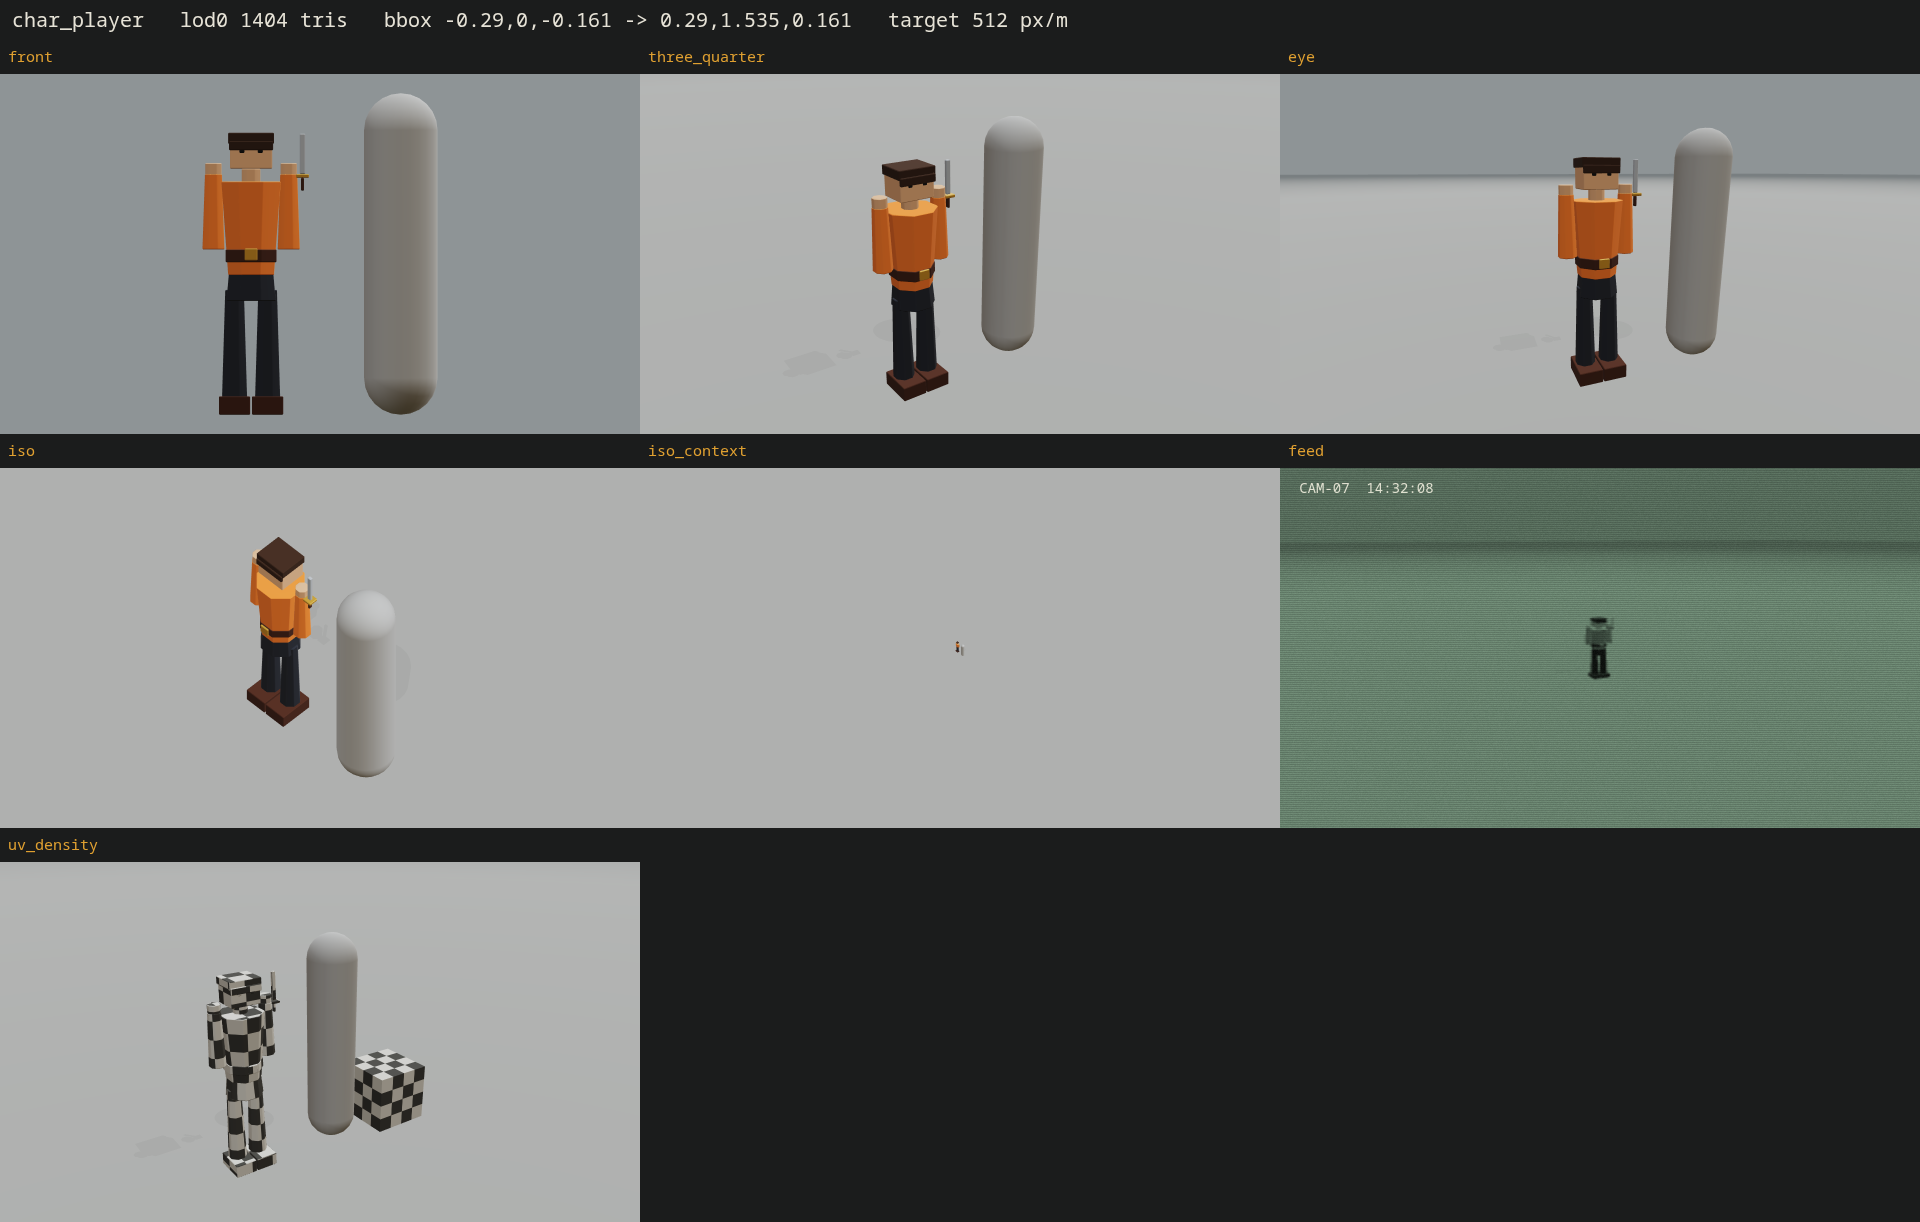 char_player   lod0 1404 tris   bbox -0.29,0,-0.161 -> 0.29,1.535,0.161   target 512 px/m
front
three_quarter
eye
iso
iso_context
feed
CAM-07  14:32:08
uv_density